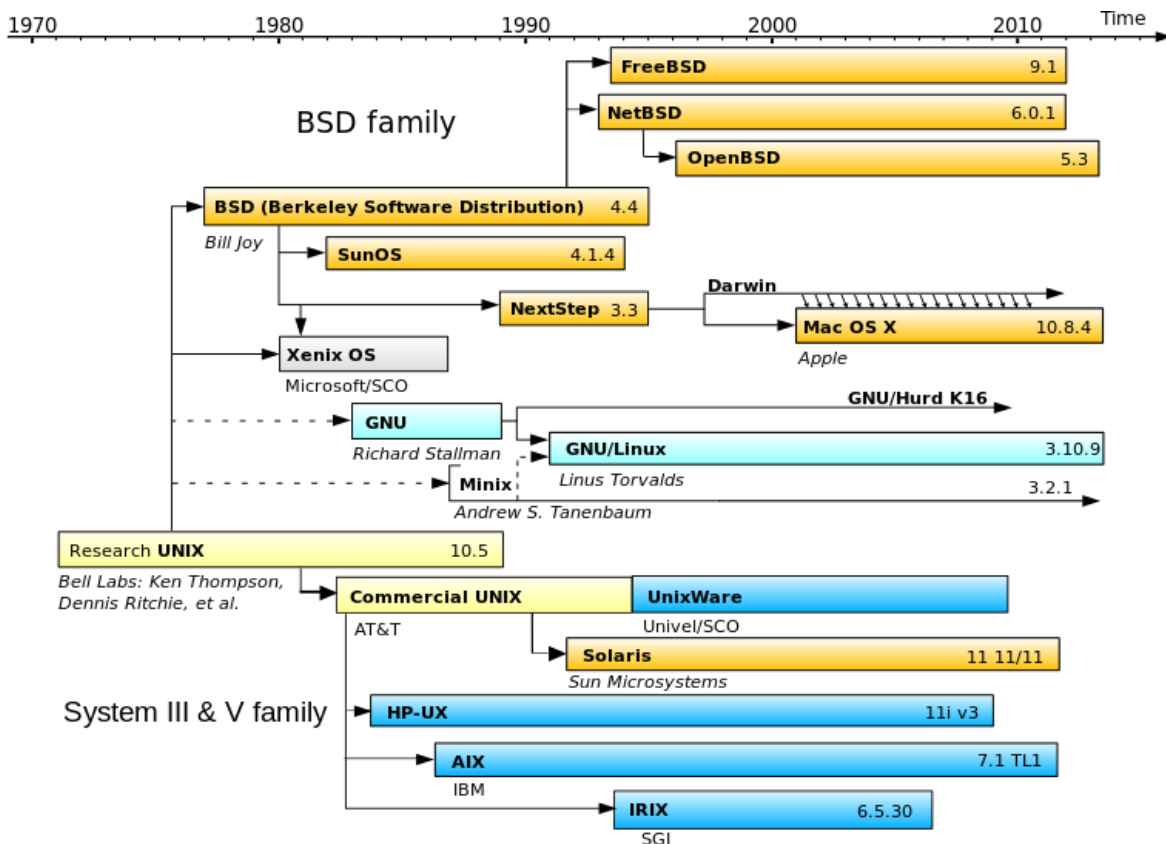 1970 1980 1990 2000 2010 Time
FreeBSD 9.1
BSD family
NetBSD 6.0.1
OpenBSD 5.3
BSD (Berkeley Software Distribution) 4.4
Bill Joy
SunOS 4.1.4
Darwin
NextStep 3.3
Mac OS X 10.8.4
Apple
Xenix OS
Microsoft/SCO
GNU/Hurd K16
GNU
Richard Stallman
GNU/Linux 3.10.9
Linus Torvalds
Minix 3.2.1
Andrew S. Tanenbaum
Research UNIX 10.5
Bell Labs: Ken Thompson,
Dennis Ritchie, et al.
Commercial UNIX
UnixWare
AT&T
Univel/SCO
Solaris 11 11/11
Sun Microsystems
System III & V family
HP-UX 11i v3
AIX 7.1 TL1
IBM
IRIX 6.5.30
SGI